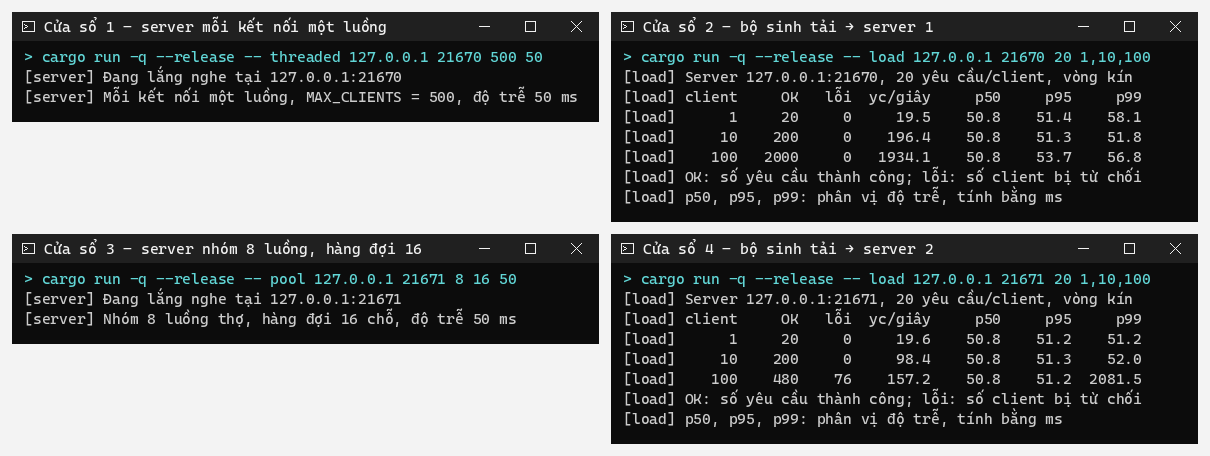 Cửa sổ 1 – server mỗi kết nối một luồng
> cargo run -q --release -- threaded 127.0.0.1 21670 500 50
[server] Đang lắng nghe tại 127.0.0.1:21670
[server] Mỗi kết nối một luồng, MAX_CLIENTS = 500, độ trễ 50 ms
Cửa sổ 2 – bộ sinh tải → server 1
> cargo run -q --release -- load 127.0.0.1 21670 20 1,10,100
[load] Server 127.0.0.1:21670, 20 yêu cầu/client, vòng kín
[load] client OK lỗi yc/giây p50 p95 p99
[load] 1 20 0 19.5 50.8 51.4 58.1
[load] 10 200 0 196.4 50.8 51.3 51.8
[load] 100 2000 0 1934.1 50.8 53.7 56.8
[load] OK: số yêu cầu thành công; lỗi: số client bị từ chối
[load] p50, p95, p99: phân vị độ trễ, tính bằng ms
Cửa sổ 3 – server nhóm 8 luồng, hàng đợi 16
> cargo run -q --release -- pool 127.0.0.1 21671 8 16 50
[server] Đang lắng nghe tại 127.0.0.1:21671
[server] Nhóm 8 luồng thợ, hàng đợi 16 chỗ, độ trễ 50 ms
Cửa sổ 4 – bộ sinh tải → server 2
> cargo run -q --release -- load 127.0.0.1 21671 20 1,10,100
[load] Server 127.0.0.1:21671, 20 yêu cầu/client, vòng kín
[load] client OK lỗi yc/giây p50 p95 p99
[load] 1 20 0 19.6 50.8 51.2 51.2
[load] 10 200 0 98.4 50.8 51.3 52.0
[load] 100 480 76 157.2 50.8 51.2 2081.5
[load] OK: số yêu cầu thành công; lỗi: số client bị từ chối
[load] p50, p95, p99: phân vị độ trễ, tính bằng ms